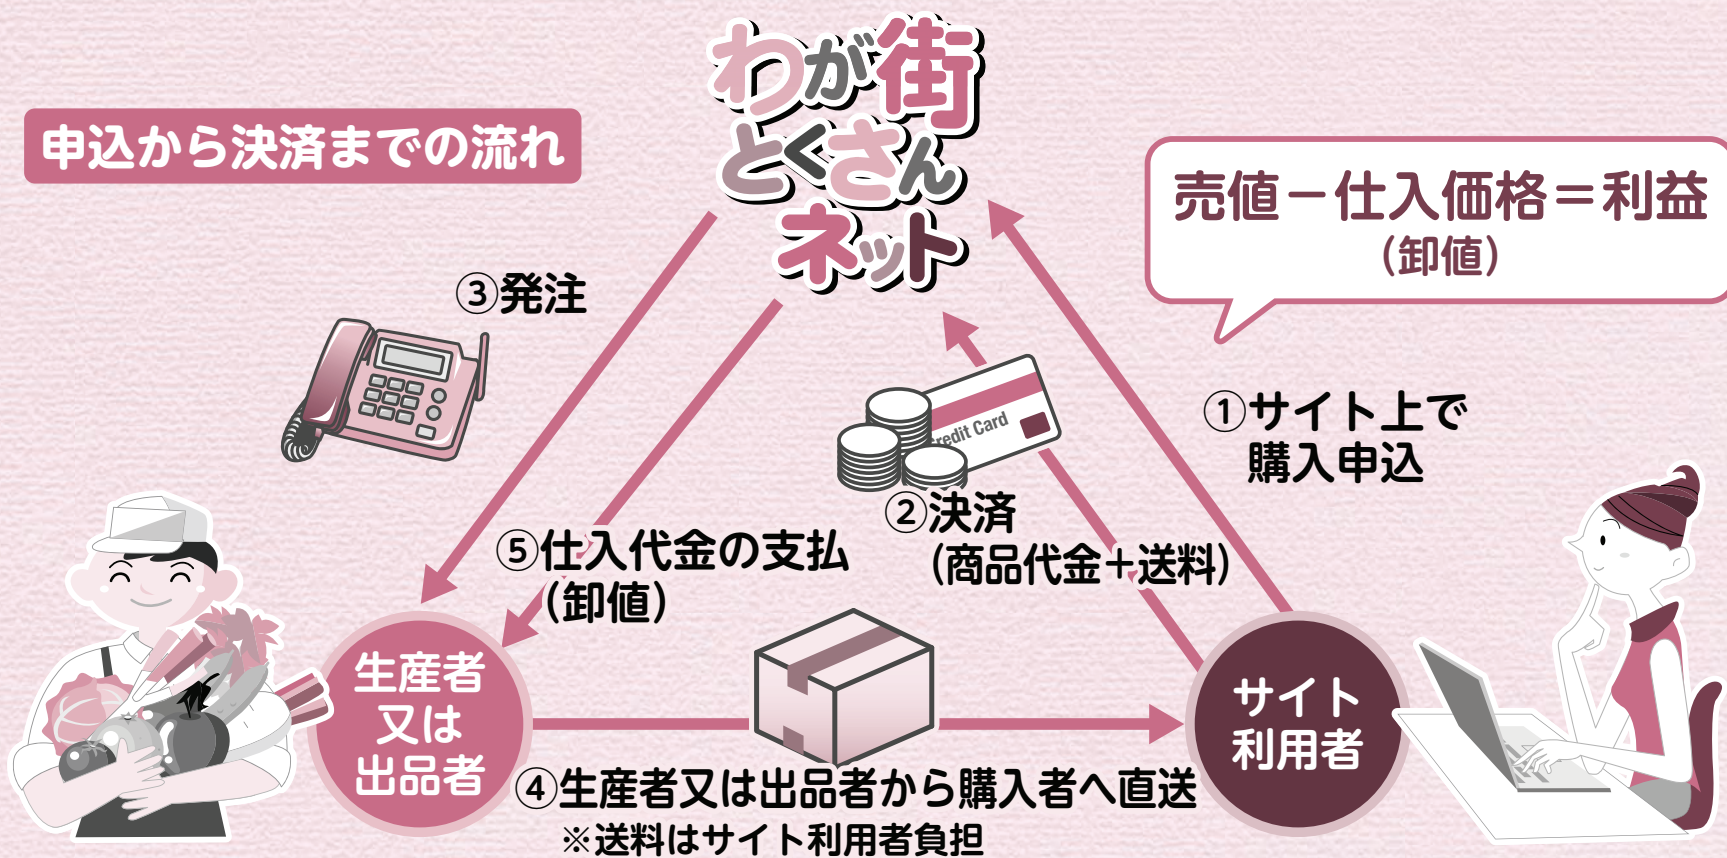 わが街
とくさん
ネット
申込から決済までの流れ
売値－仕入価格＝利益
(卸値)
①サイト上で
購入申込
②決済
(商品代金＋送料)
redit Card
③発注
⑤仕入代金の支払
(卸値)
生産者
又は
出品者
サイト
利用者
④生産者又は出品者から購入者へ直送
※送料はサイト利用者負担